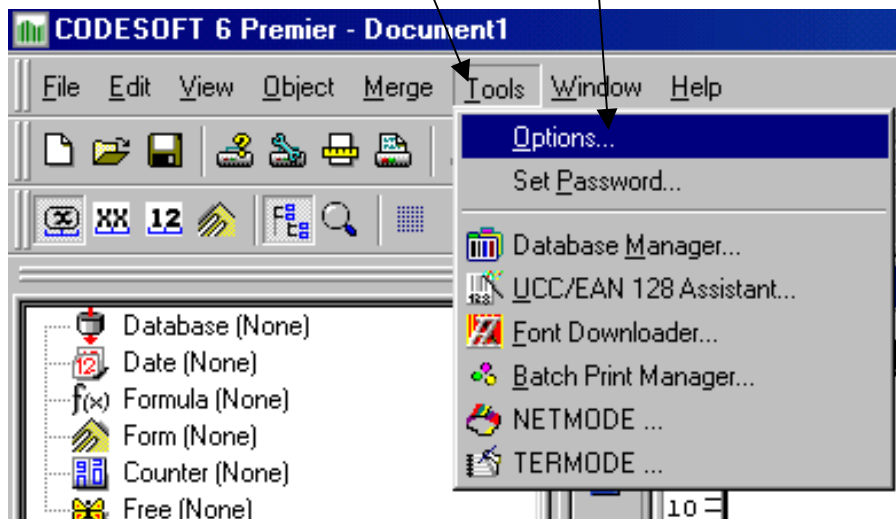 CODESOFT 6 Premier - Document1
File Edit View Object Merge Tools Window Help
Options...
Set Password...
XX 12
Database Manager...
UCC/EAN 128 Assistant...
Font Downloader...
Batch Print Manager...
NETMODE ...
TERMODE ...
Database (None)
Date (None)
f(x) Formula (None)
Form (None)
Counter (None)
Free (None)
10